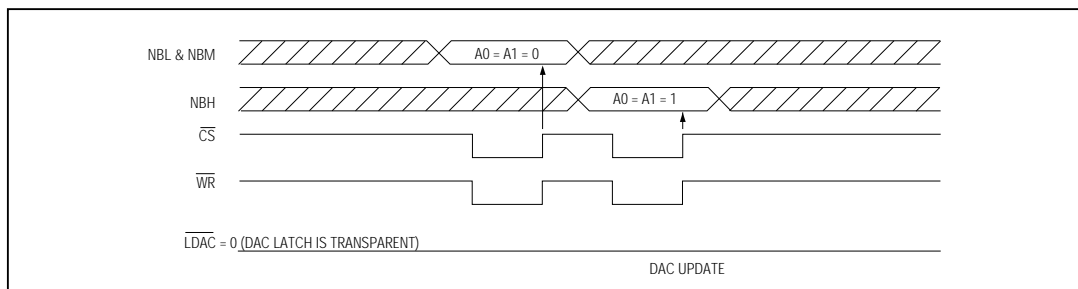 NBL & NBM
A0 = A1 = 0
NBH
A0 = A1 = 1
CS
WR
LDAC = 0 (DAC LATCH IS TRANSPARENT)
DAC UPDATE